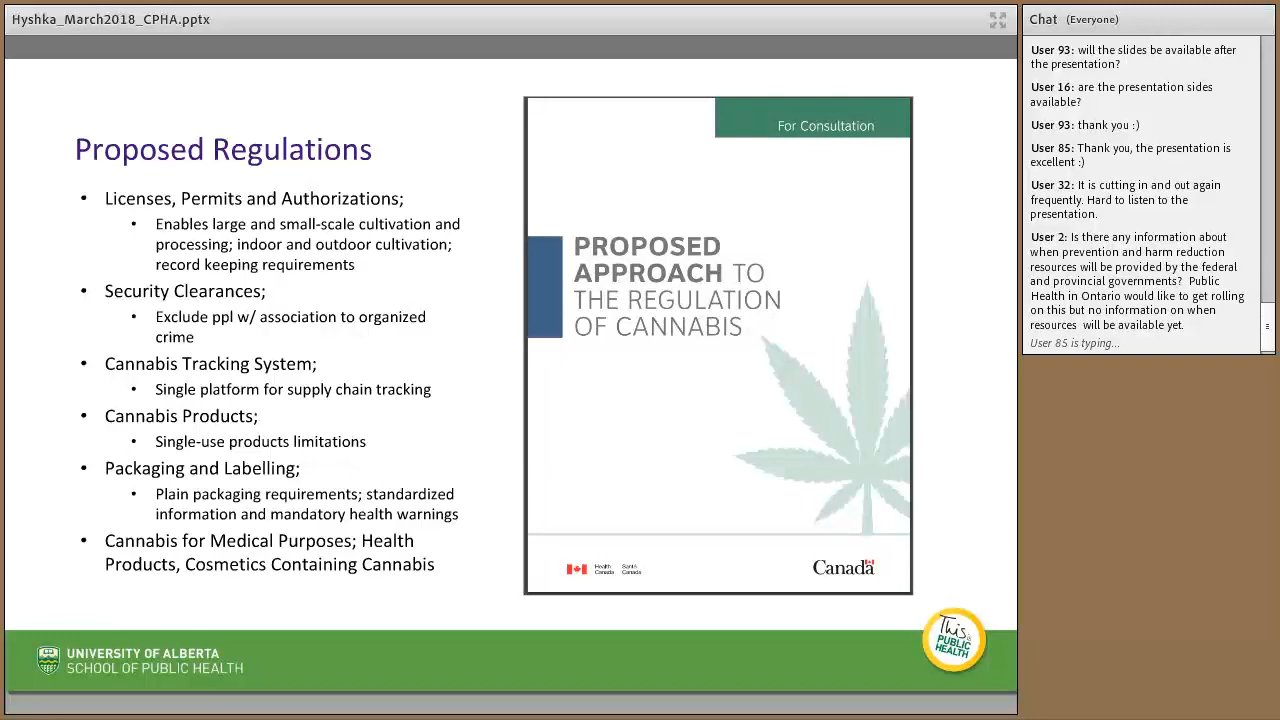 Hyshka_March2018_CPHA.pptx
Proposed Regulations
• Licenses, Permits and Authorizations;
• Enables large and small-scale cultivation and
processing; indoor and outdoor cultivation;
record keeping requirements
• Security Clearances;
• Exclude ppl w/ association to organized
crime
• Cannabis Tracking System;
• Single platform for supply chain tracking
• Cannabis Products;
• Single-use products limitations
• Packaging and Labelling;
• Plain packaging requirements; standardized
information and mandatory health warnings
• Cannabis for Medical Purposes; Health
Products, Cosmetics Containing Cannabis
For Consultation
PROPOSED
APPROACH TO
THE REGULATION
OF CANNABIS
Health Santé
Canada Canada
Canada
UNIVERSITY OF ALBERTA
SCHOOL OF PUBLIC HEALTH
This is
PUBLIC
HEALTH
Chat (Everyone)
User 93: will the slides be available after
the presentation?
User 16: are the presentation sides
available?
User 93: thank you :)
User 85: Thank you, the presentation is
excellent :)
User 32: It is cutting in and out again
frequently. Hard to listen to the
presentation.
User 2: Is there any information about
when prevention and harm reduction
resources will be provided by the federal
and provincial governments? Public
Health in Ontario would like to get rolling
on this but no information on when
resources will be available yet.
User 85 is typing...